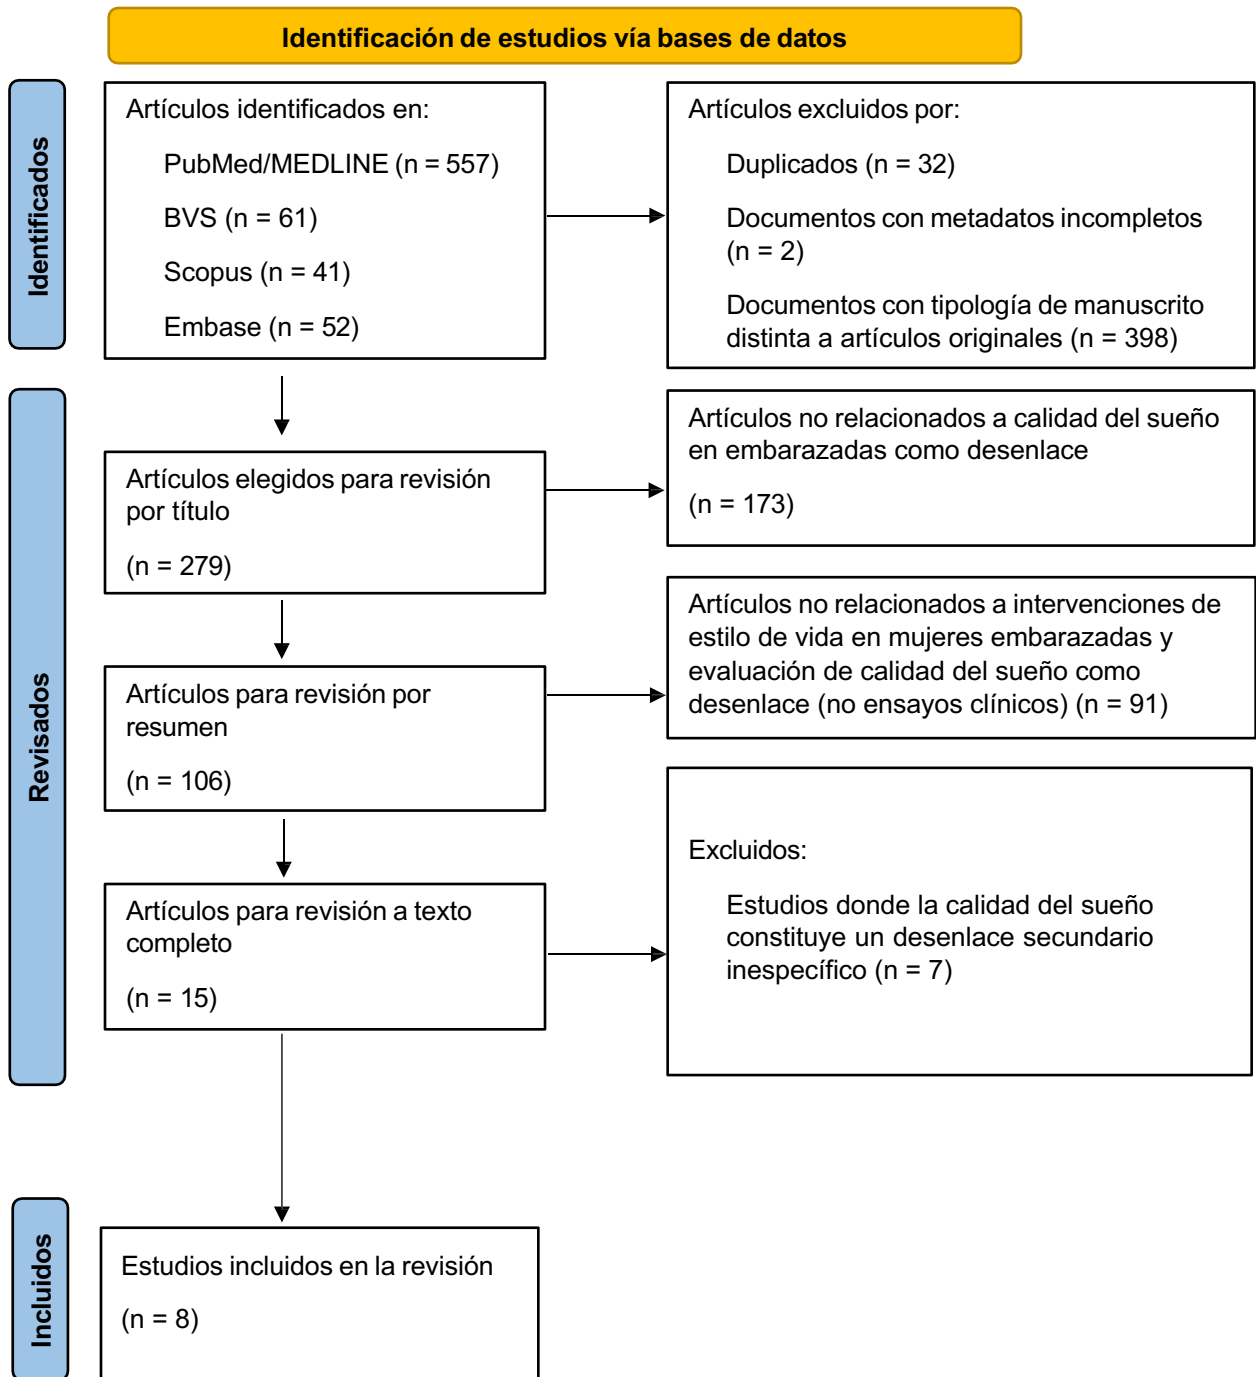 Identificación de estudios vía bases de datos
Identificados
Artículos identificados en:
PubMed/MEDLINE (n = 557)
BVS (n = 61)
Scopus (n = 41)
Embase (n = 52)
Artículos excluidos por:
Duplicados (n = 32)
Documentos con metadatos incompletos
(n = 2)
Documentos con tipología de manuscrito
distinta a artículos originales (n = 398)
Revisados
Artículos elegidos para revisión
por título
(n = 279)
Artículos no relacionados a calidad del sueño
en embarazadas como desenlace
(n = 173)
Artículos para revisión por
resumen
(n = 106)
Artículos no relacionados a intervenciones de
estilo de vida en mujeres embarazadas y
evaluación de calidad del sueño como
desenlace (no ensayos clínicos) (n = 91)
Artículos para revisión a texto
completo
(n = 15)
Excluidos:
Estudios donde la calidad del sueño
constituye un desenlace secundario
inespecífico (n = 7)
Incluidos
Estudios incluidos en la revisión
(n = 8)